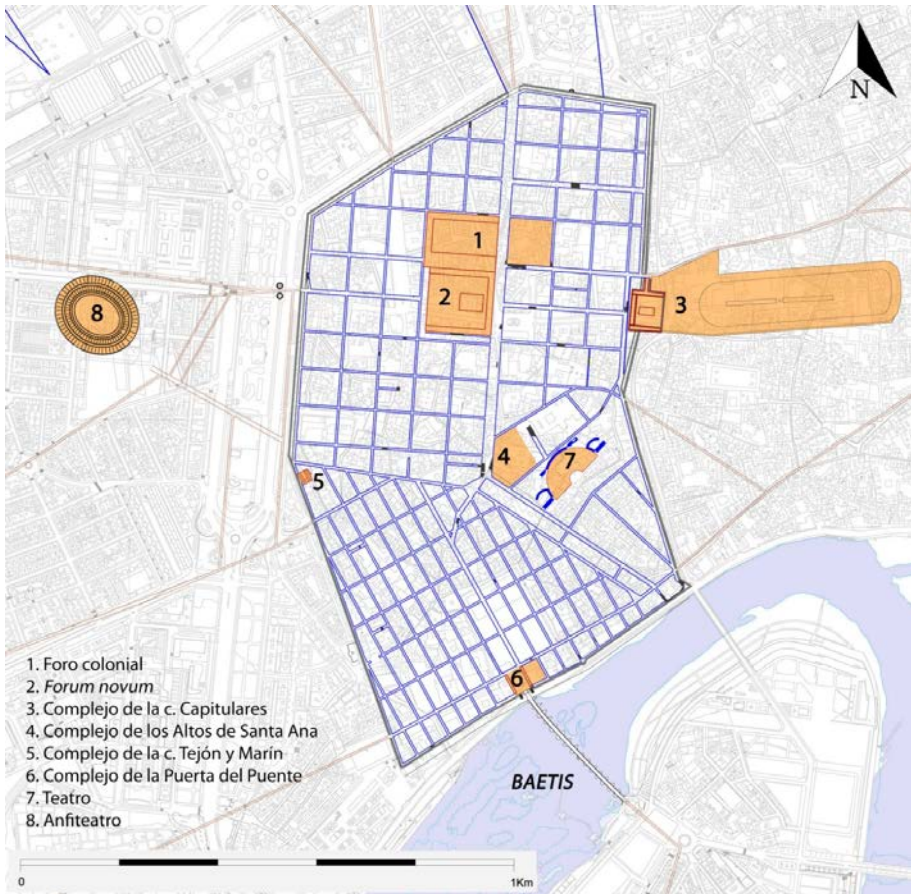 N
1
2
3
8
4
7
5
6
1. Foro colonial
2. Forum novum
3. Complejo de la c. Capitulares
4. Complejo de los Altos de Santa Ana
5. Complejo de la c. Tejón y Marín
6. Complejo de la Puerta del Puente
7. Teatro
8. Anfiteatro
BAETIS
0 1Km